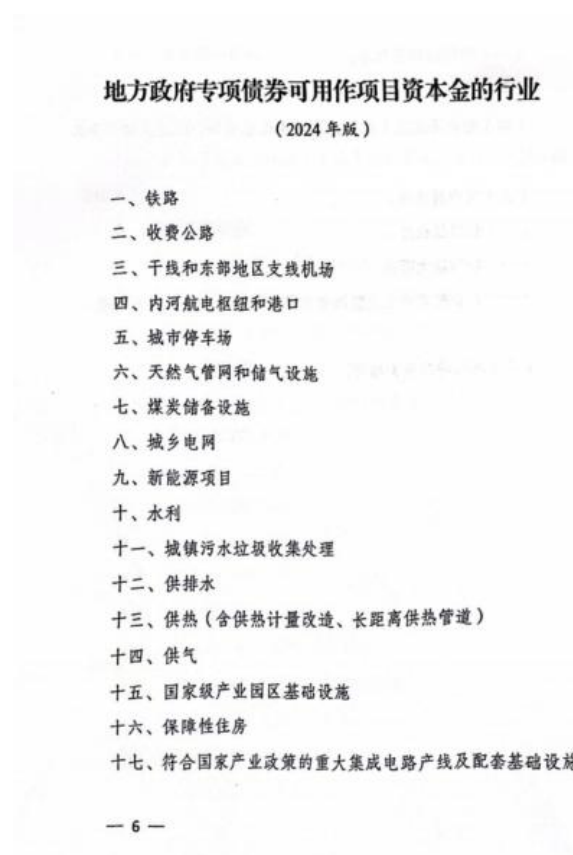 地方政府专项债券可用作项目资本金的行业
（2024年版）
一、铁路
二、收费公路
三、干线和东部地区支线机场
四、内河航电枢纽和港口
五、城市停车场
六、天然气管网和储气设施
七、煤炭储备设施
八、城乡电网
九、新能源项目
十、水利
十一、城镇污水垃圾收集处理
十二、供排水
十三、供热（含供热计量改造、长距离供热管道）
十四、供气
十五、国家级产业园区基础设施
十六、保障性住房
十七、符合国家产业政策的重大集成电路产线及配套基础设施
— 6 —